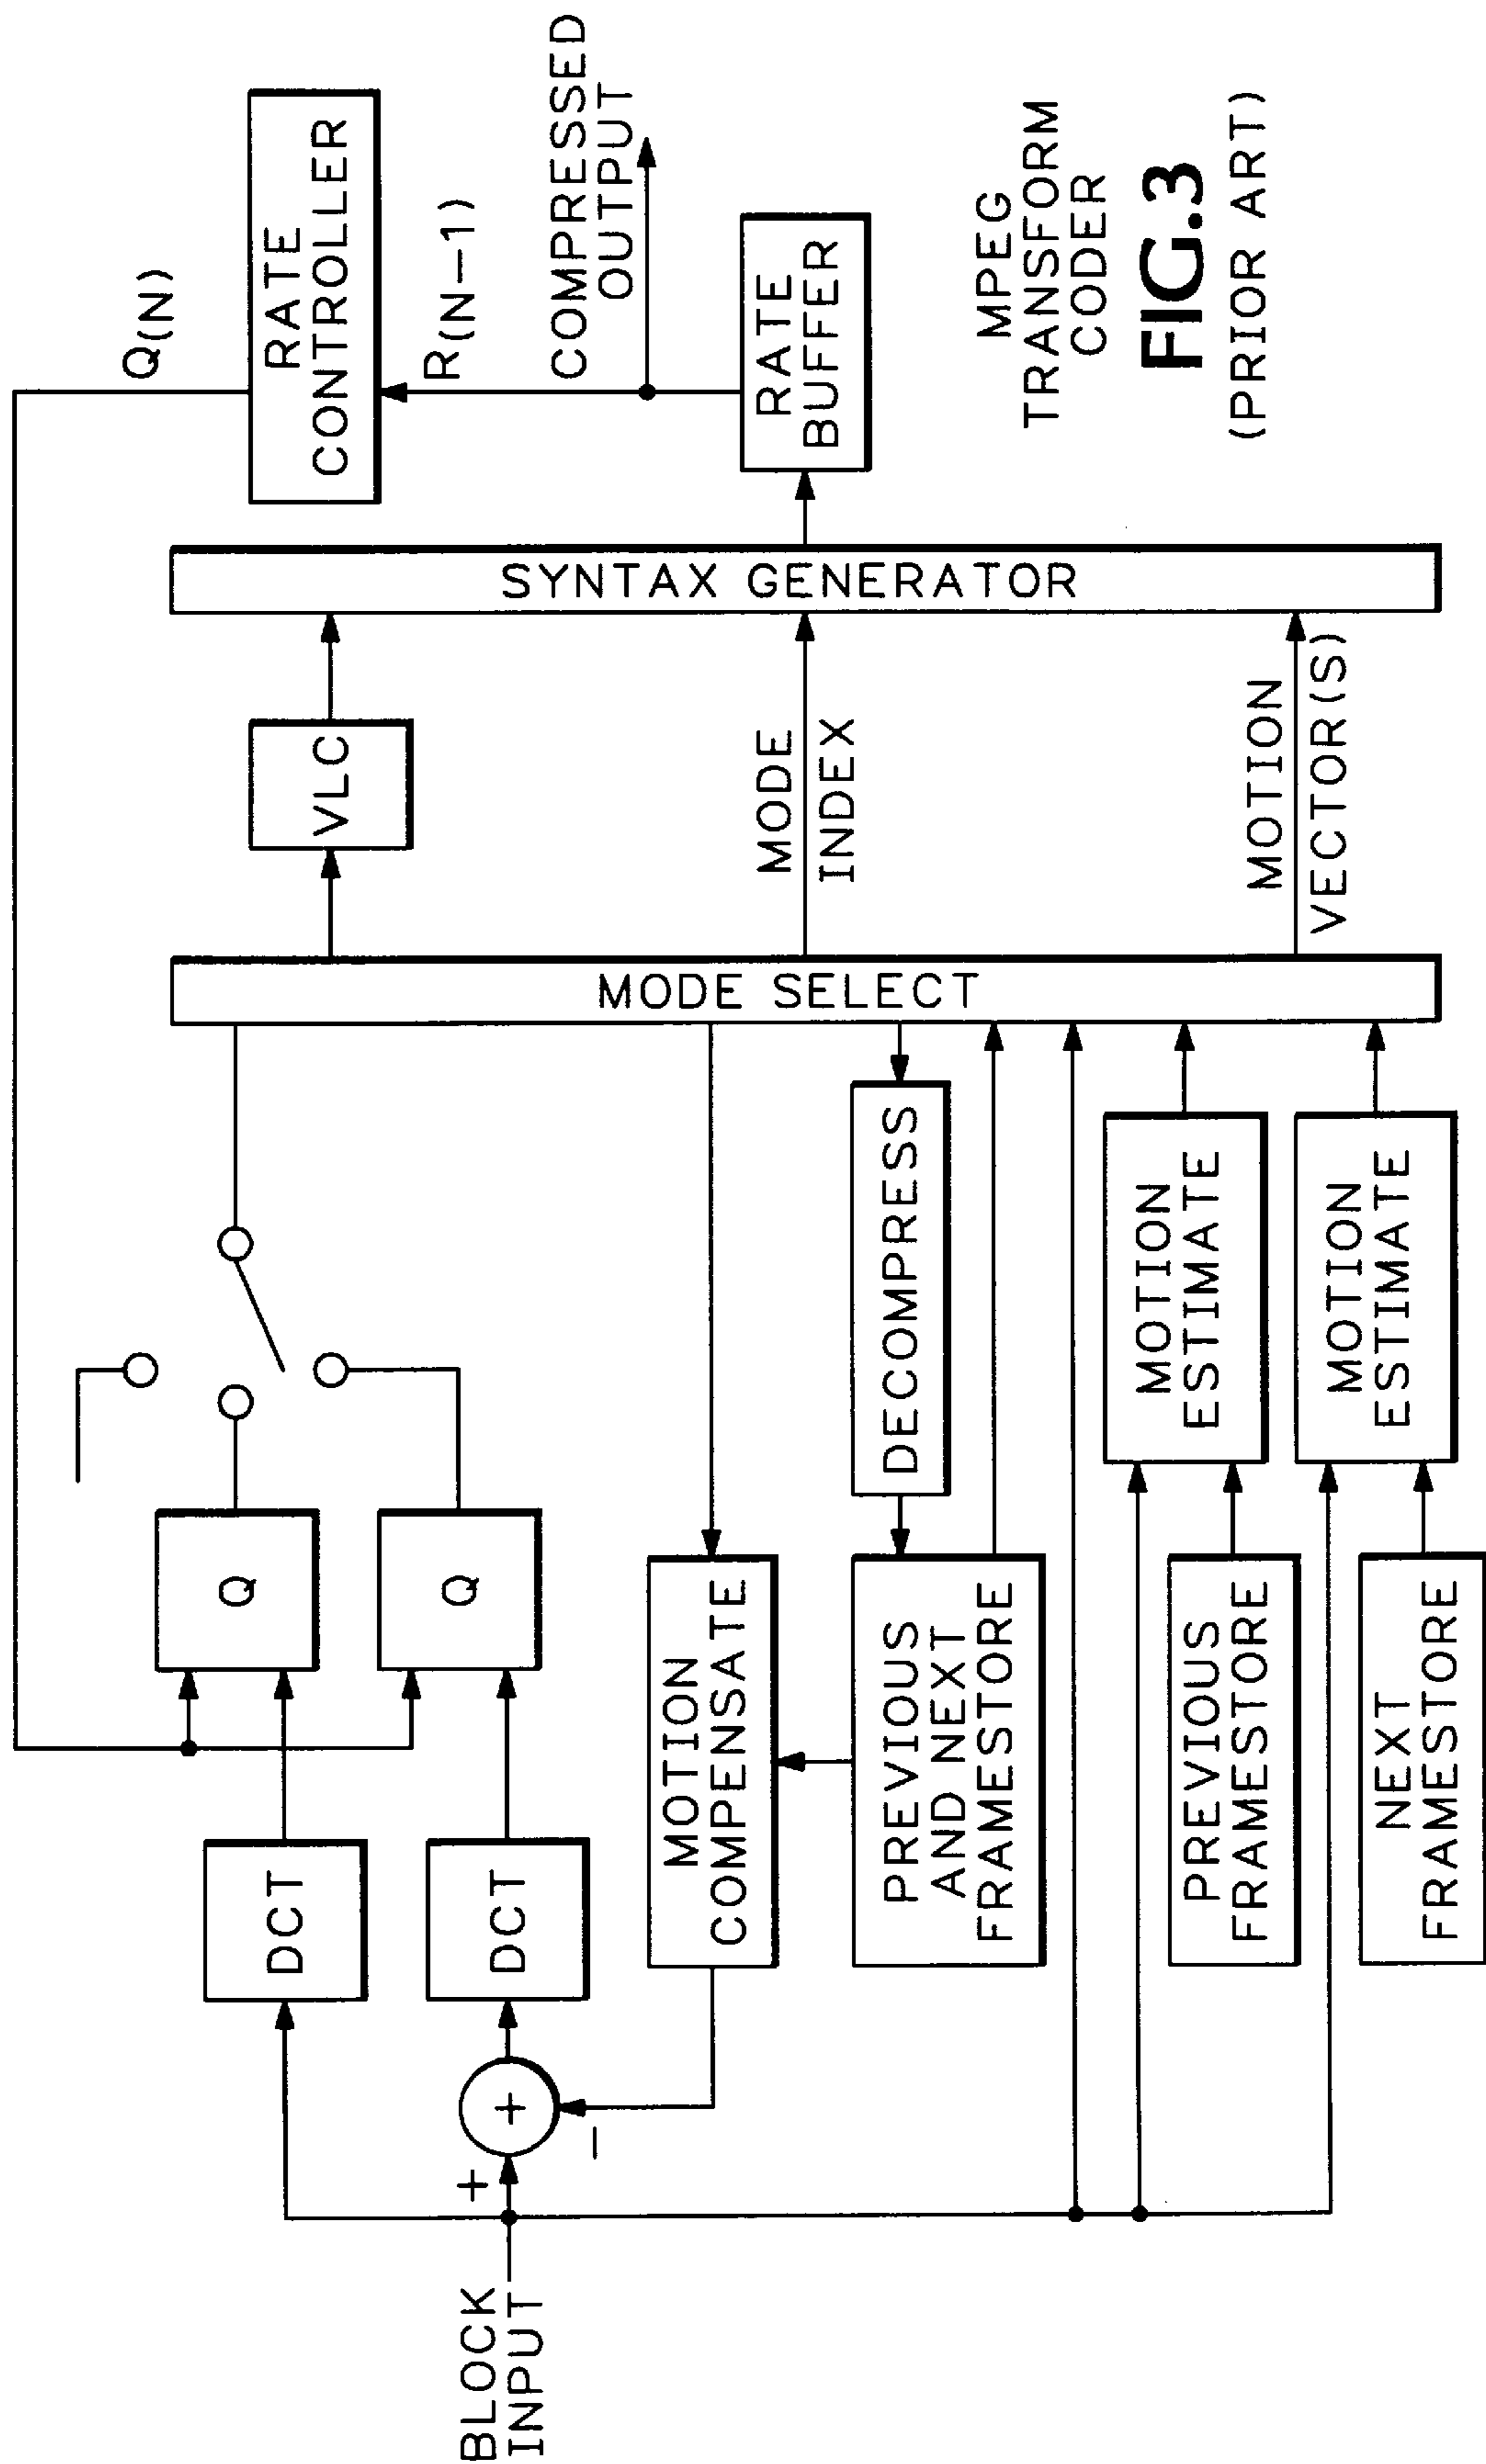 BLOCK
INPUT
+
+
−
DCT
DCT
Q
Q
Q(N)
MOTION
COMPENSATE
PREVIOUS
AND NEXT
FRAMESTORE
DECOMPRESS
PREVIOUS
FRAMESTORE
NEXT
FRAMESTORE
MOTION
ESTIMATE
MOTION
ESTIMATE
MODE SELECT
VLC
MODE
INDEX
MOTION
VECTOR(S)
SYNTAX GENERATOR
RATE
CONTROLLER
R(N−1)
COMPRESSED
OUTPUT
RATE
BUFFER
MPEG
TRANSFORM
CODER
FIG.3
(PRIOR ART)